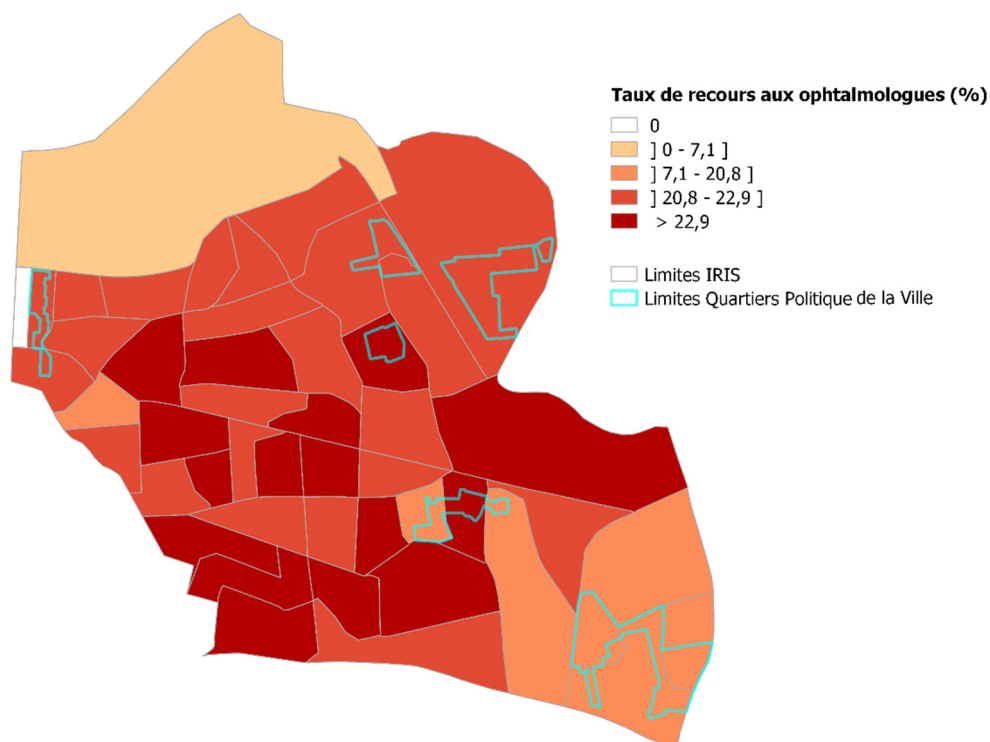 Taux de recours aux ophtalmologues (%)
0
] 0 - 7,1 ]
] 7,1 - 20,8 ]
] 20,8 - 22,9 ]
> 22,9
Limites IRIS
Limites Quartiers Politique de la Ville